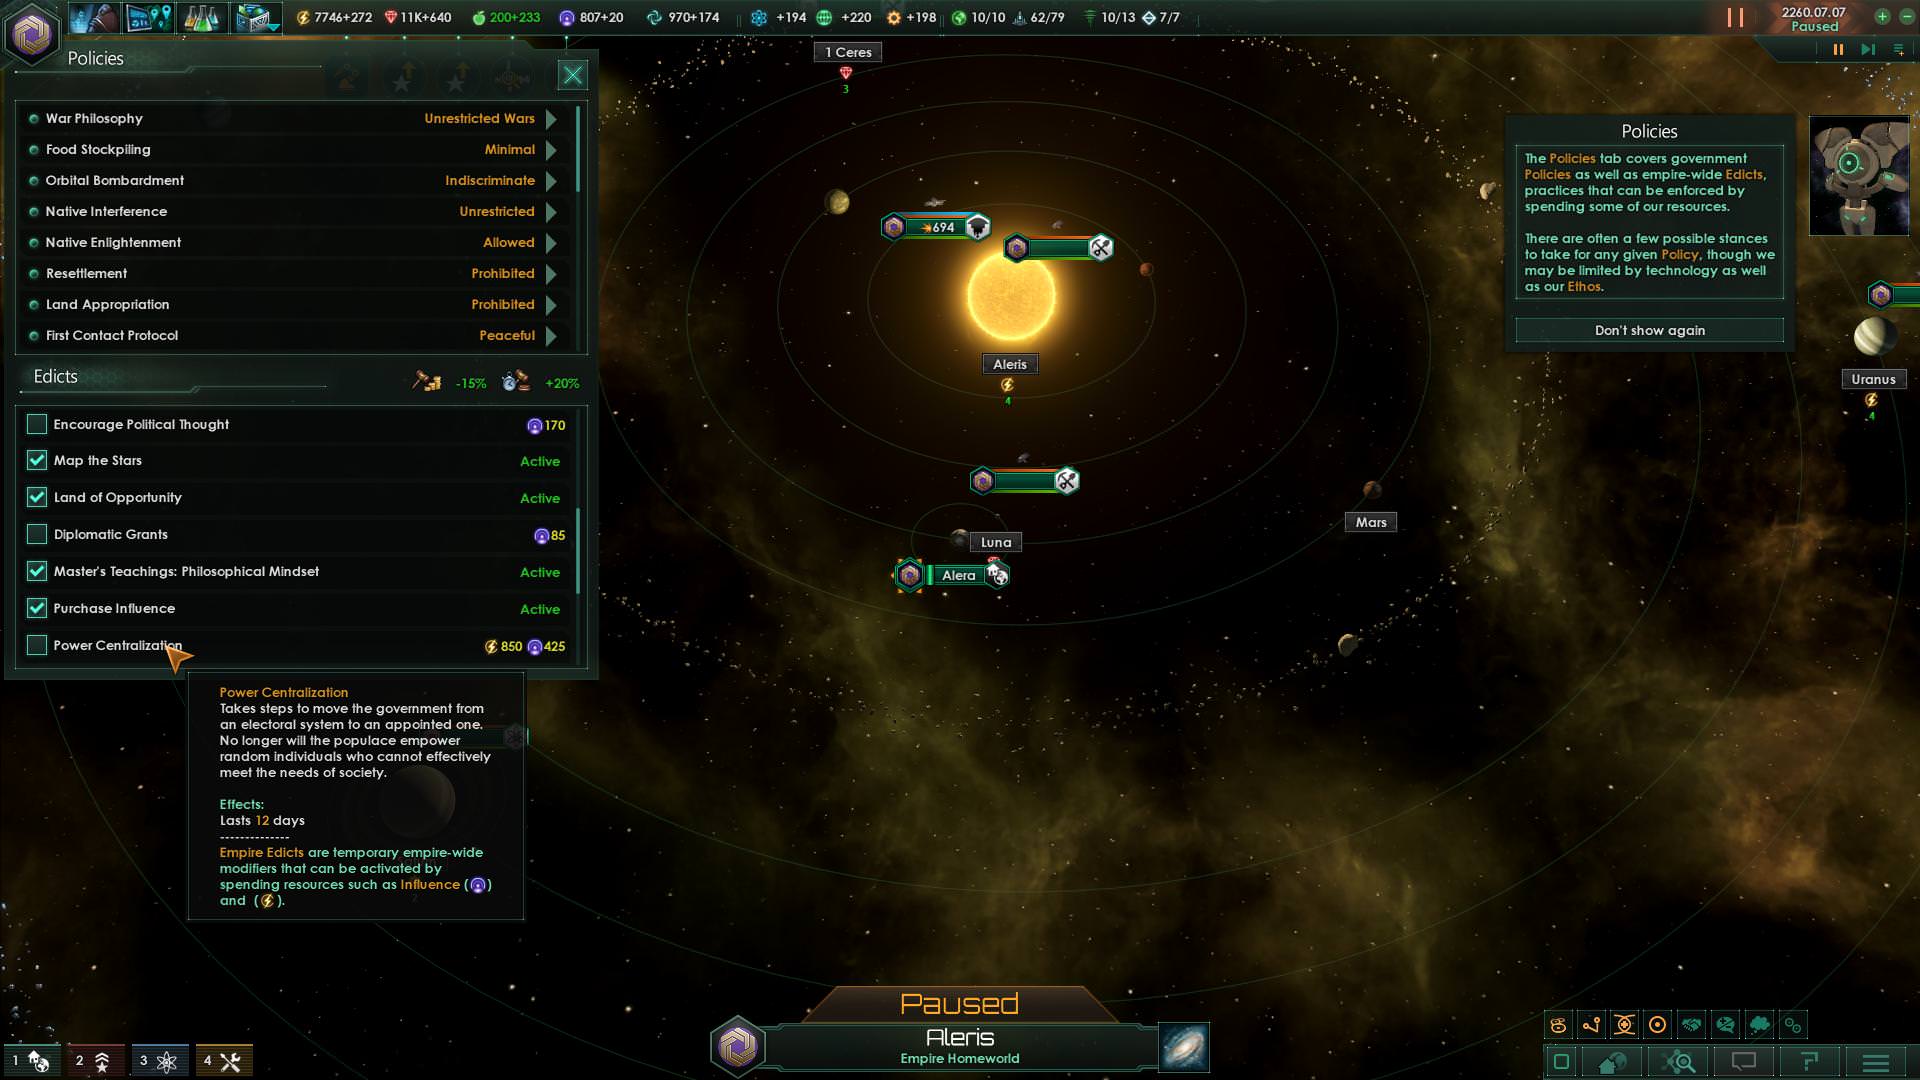 7746+272 11K+640 200+233 807+20 970+174 +194 +220 +198 10/10 62/79 10/13 7/7
2260.07.07
Paused
Policies
War Philosophy Unrestricted Wars
Food Stockpiling Minimal
Orbital Bombardment Indiscriminate
Native Interference Unrestricted
Native Enlightenment Allowed
Resettlement Prohibited
Land Appropriation Prohibited
First Contact Protocol Peaceful
Edicts -15% +20%
Encourage Political Thought 170
Map the Stars Active
Land of Opportunity Active
Diplomatic Grants 85
Master's Teachings: Philosophical Mindset Active
Purchase Influence Active
Power Centralization 850 425
Power Centralization
Takes steps to move the government from
an electoral system to an appointed one.
No longer will the populace empower
random individuals who cannot effectively
meet the needs of society.
Effects:
Lasts 12 days
--------------
Empire Edicts are temporary empire-wide
modifiers that can be activated by
spending resources such as Influence ( )
and ( ).
2
1 Ceres
3
694
Aleris
4
Luna
Alera
Mars
Uranus
4
Policies
The Policies tab covers government
Policies as well as empire-wide Edicts,
practices that can be enforced by
spending some of our resources.
There are often a few possible stances
to take for any given Policy, though we
may be limited by technology as well
as our Ethos.
Don't show again
Paused
Aleris
Empire Homeworld
1 2 3 4